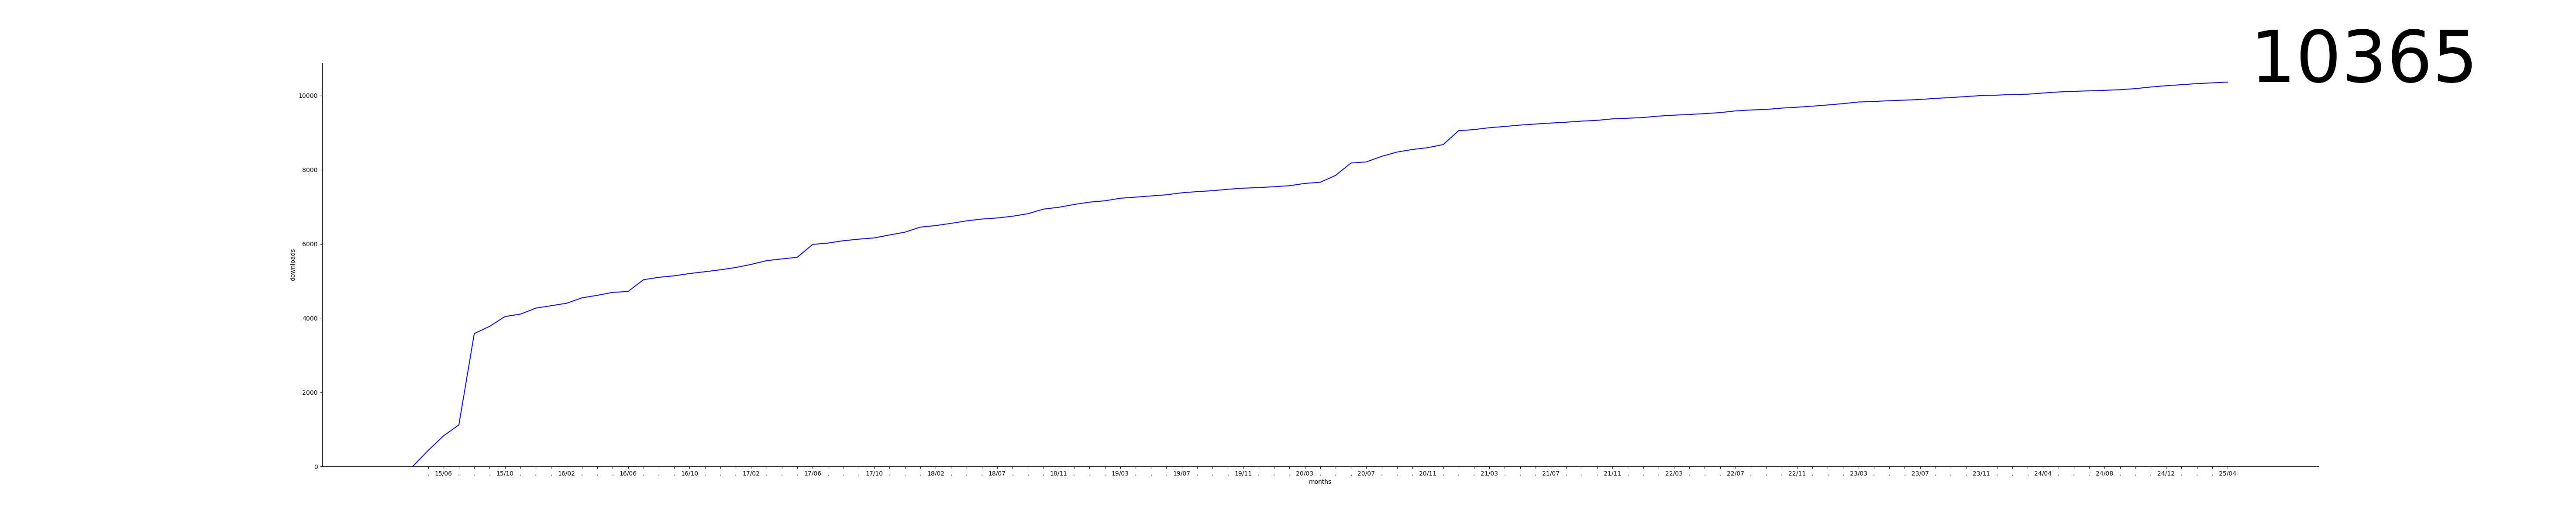 10365
10000
8000
6000
4000
2000
0
downloads
. 15/06 . . . 15/10 . . . 16/02 . . . 16/06 . . . 16/10 . . . 17/02 . . . 17/06 . . . 17/10 . . . 18/02 . . . 18/07 . . . 18/11 . . . 19/03 . . . 19/07 . . . 19/11 . . . 20/03 . . . 20/07 . . . 20/11 . . . 21/03 . . . 21/07 . . . 21/11 . . . 22/03 . . . 22/07 . . . 22/11 . . . 23/03 . . . 23/07 . . . 23/11 . . . 24/04 . . . 24/08 . . . 24/12 . . . 25/04
months